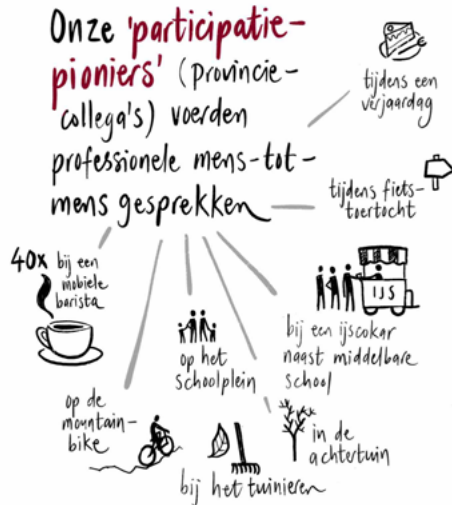 Onze 'participatie-
pioniers' (provincie-
collega's) voerden
professionele mens-tot-
mens gesprekken
tijdens een
verjaardag
tijdens fiets-
toertocht
40x bij een
mobiele
barista
IJS
bij een ijscokar
naast middelbare
school
op het
schoolplein
op de
mountain-
bike
in de
achtertuin
bij het tuinieren